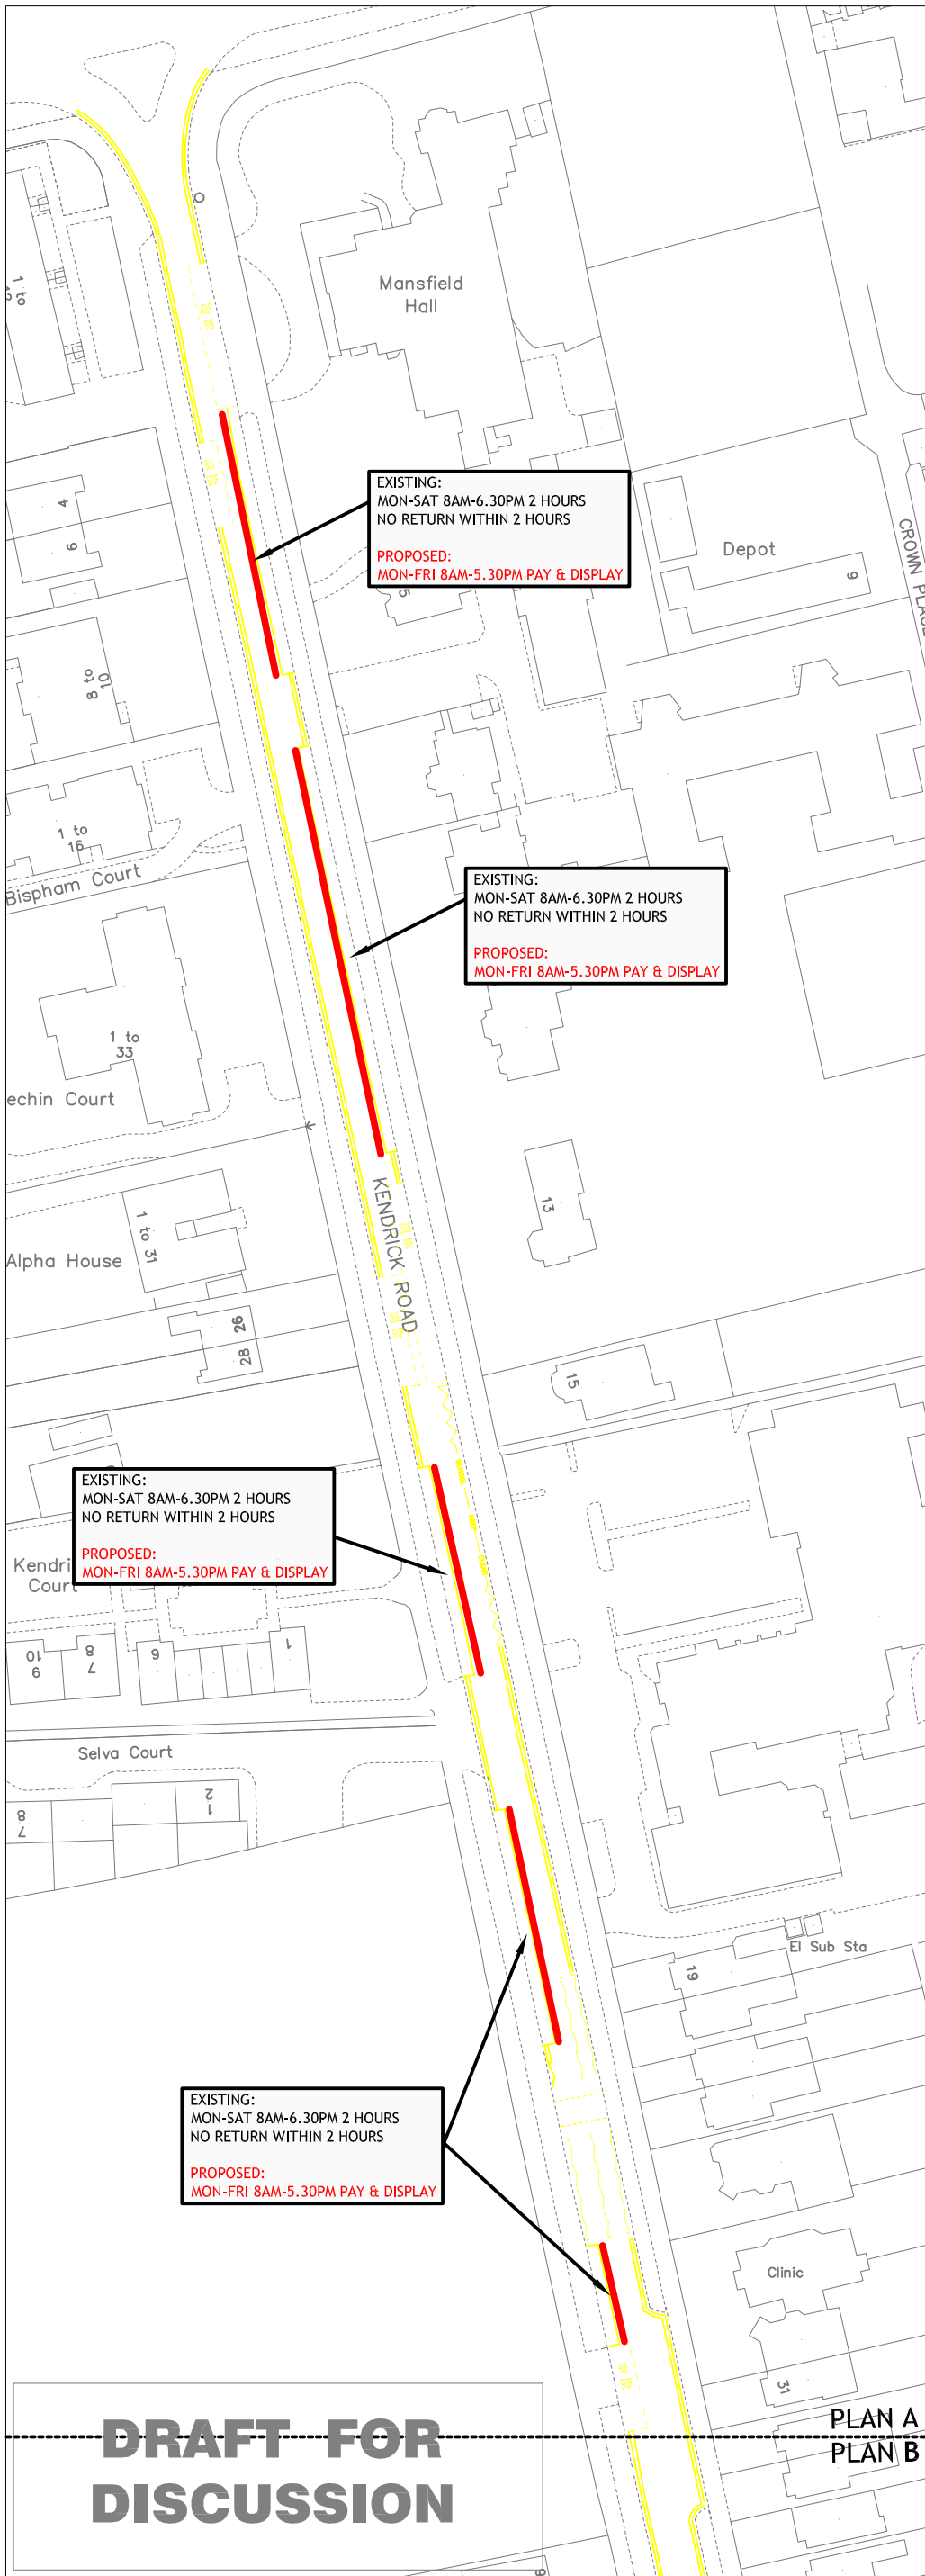 1 to
Mansfield
Hall
4
6
EXISTING:
MON-SAT 8AM-6.30PM 2 HOURS
NO RETURN WITHIN 2 HOURS
PROPOSED:
MON-FRI 8AM-5.30PM PAY & DISPLAY
5
Depot
9
CROWN PLACE
8 to
10
1 to
16
Bispham Court
EXISTING:
MON-SAT 8AM-6.30PM 2 HOURS
NO RETURN WITHIN 2 HOURS
PROPOSED:
MON-FRI 8AM-5.30PM PAY & DISPLAY
1 to
33
echin Court
13
1 to 31
Alpha House
KENDRICK ROAD
26
28
15
EXISTING:
MON-SAT 8AM-6.30PM 2 HOURS
NO RETURN WITHIN 2 HOURS
PROPOSED:
MON-FRI 8AM-5.30PM PAY & DISPLAY
Kendri
Court
10
9
8
7
6
1
Selva Court
8
7
2
1
El Sub Sta
19
EXISTING:
MON-SAT 8AM-6.30PM 2 HOURS
NO RETURN WITHIN 2 HOURS
PROPOSED:
MON-FRI 8AM-5.30PM PAY & DISPLAY
Clinic
31
PLAN A
PLAN B
DRAFT FOR
DISCUSSION